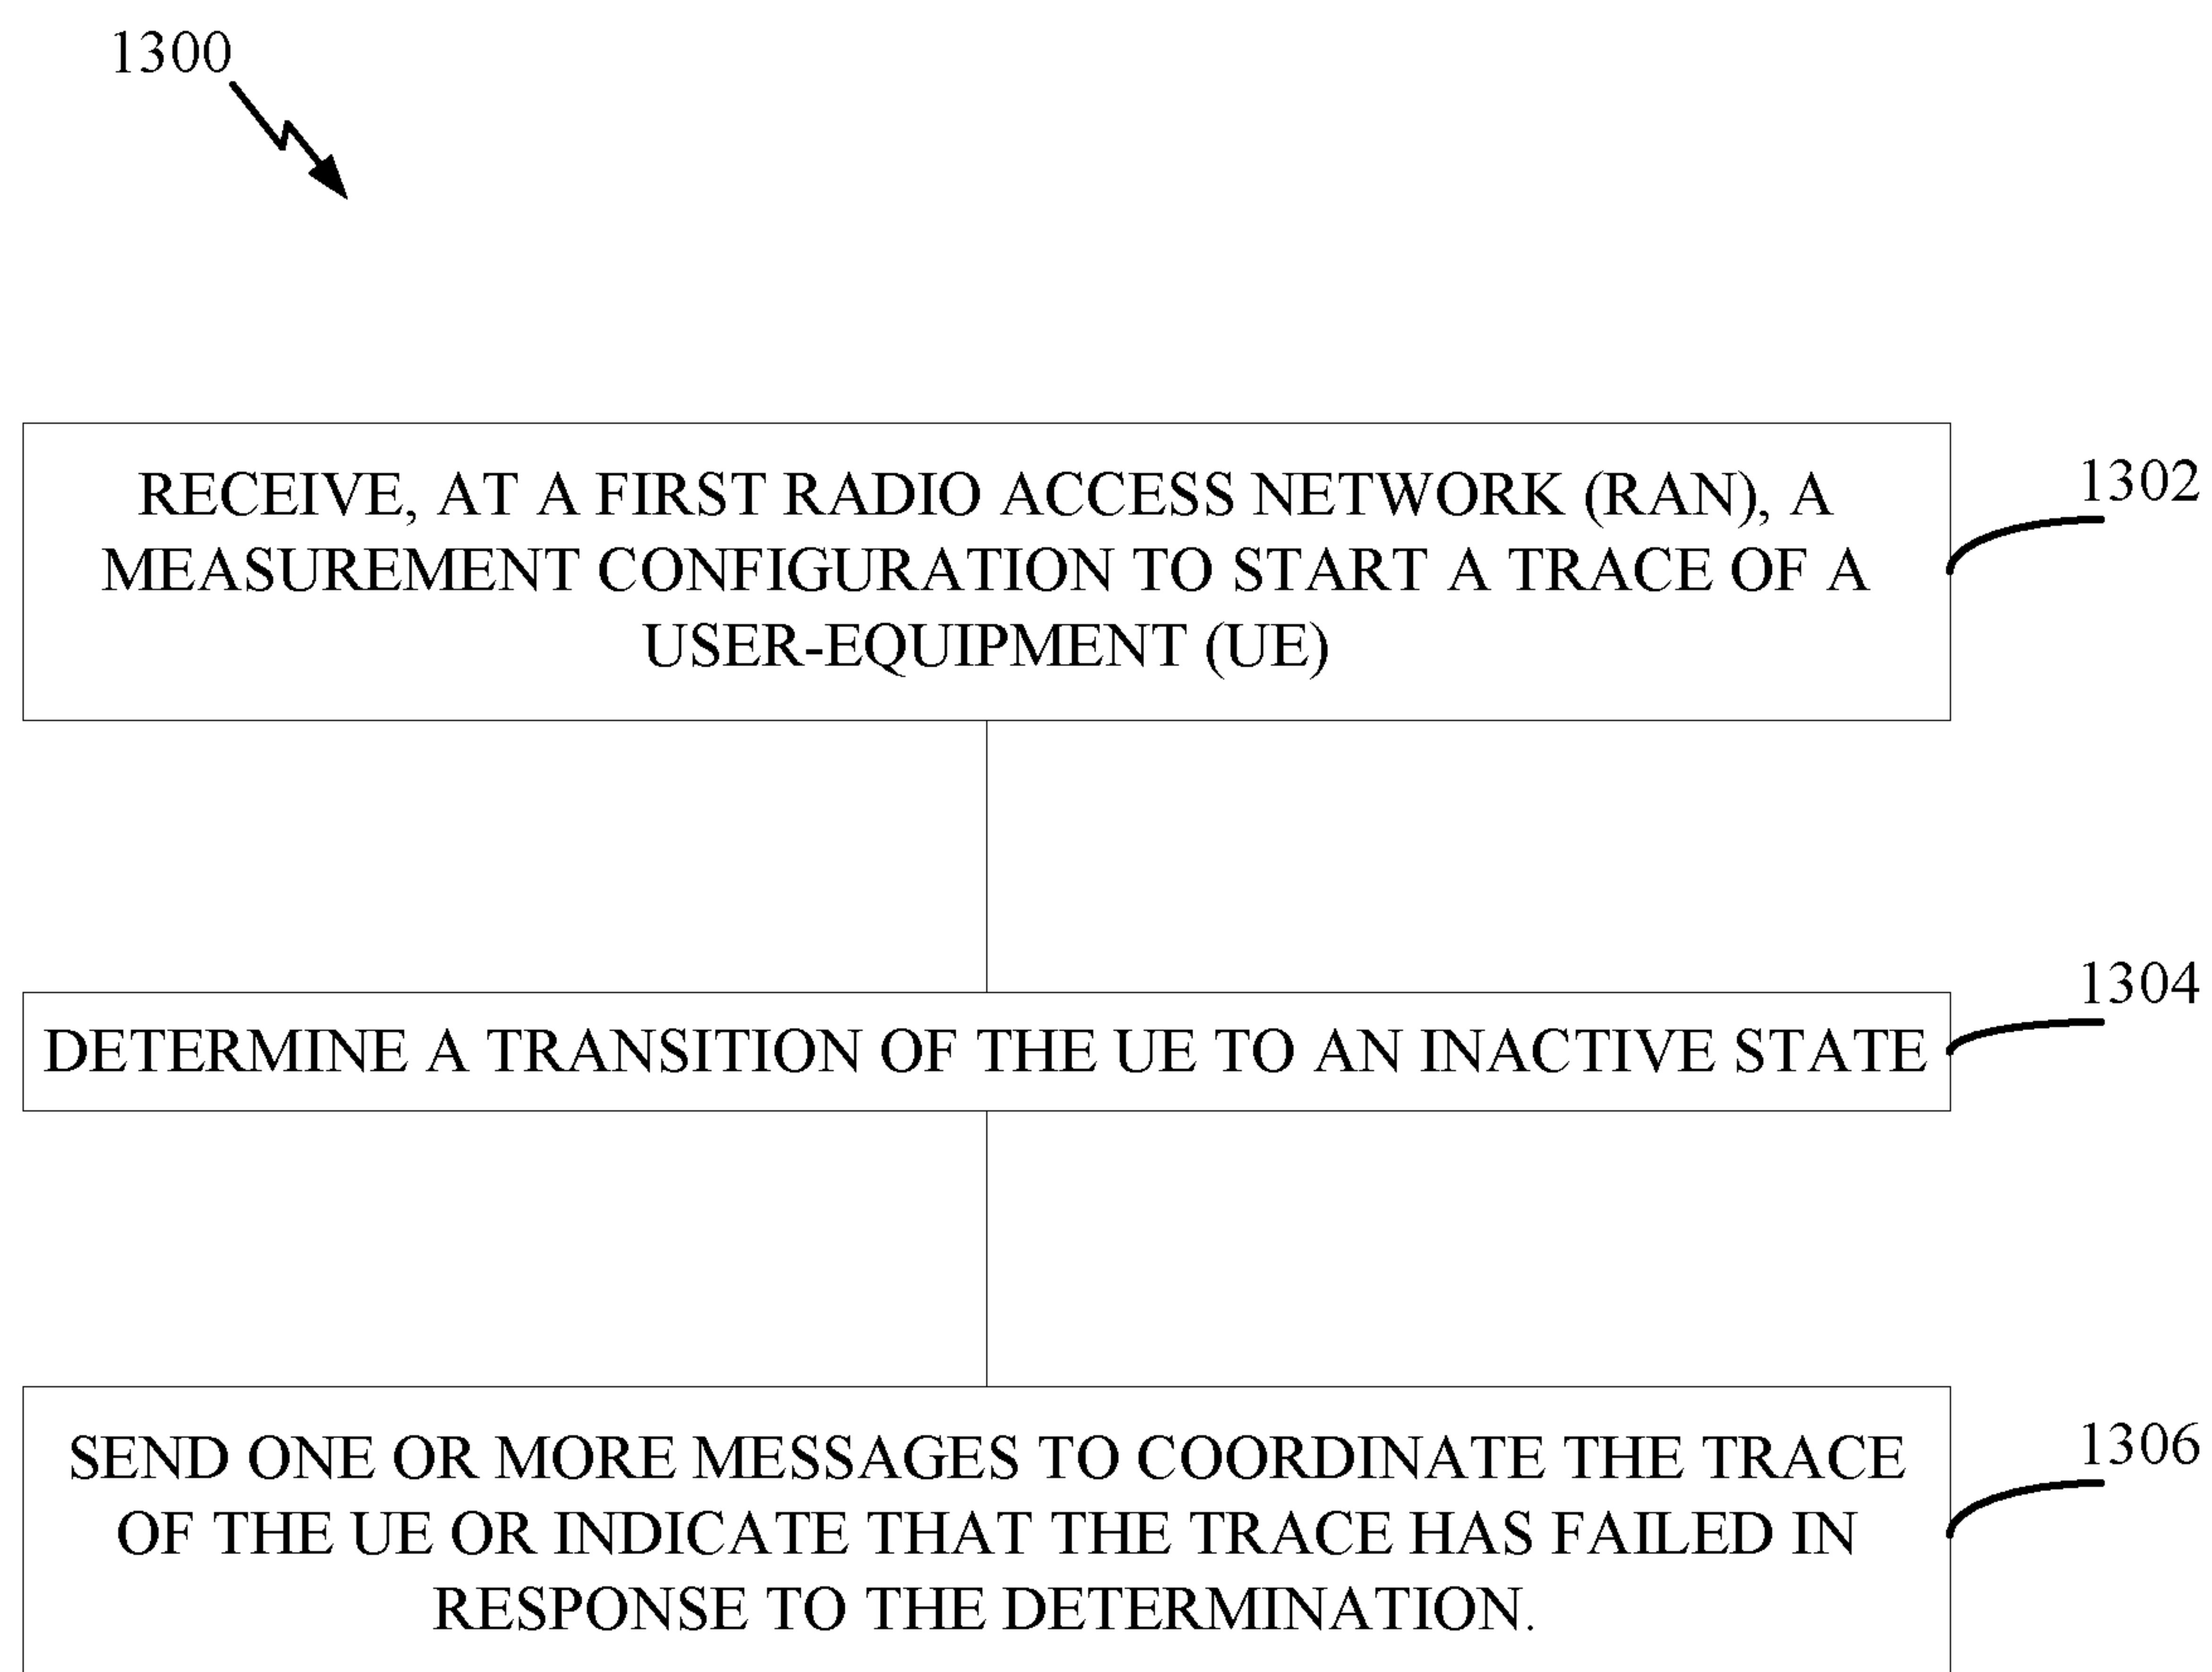 1300
RECEIVE, AT A FIRST RADIO ACCESS NETWORK (RAN), A
MEASUREMENT CONFIGURATION TO START A TRACE OF A
USER-EQUIPMENT (UE)
1302
DETERMINE A TRANSITION OF THE UE TO AN INACTIVE STATE
1304
SEND ONE OR MORE MESSAGES TO COORDINATE THE TRACE
OF THE UE OR INDICATE THAT THE TRACE HAS FAILED IN
RESPONSE TO THE DETERMINATION.
1306